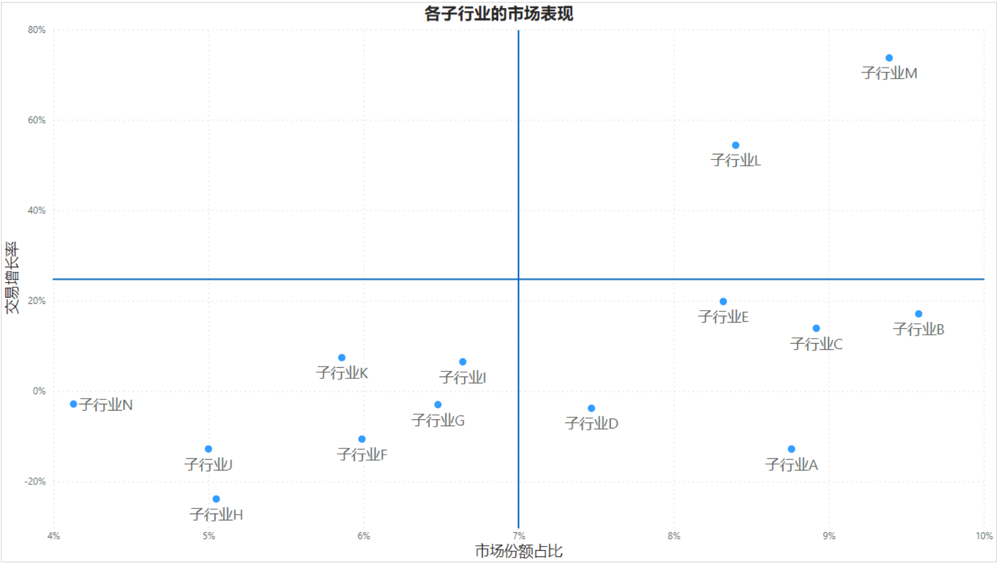 各子行业的市场表现
80%
子行业M
60%
子行业L
40%
交易增长率
20%
子行业E
子行业B
子行业C
子行业K
子行业I
0%
子行业N
子行业G
子行业D
子行业F
子行业J
子行业A
-20%
子行业H
4%
5%
6%
7%
8%
9%
10%
市场份额占比